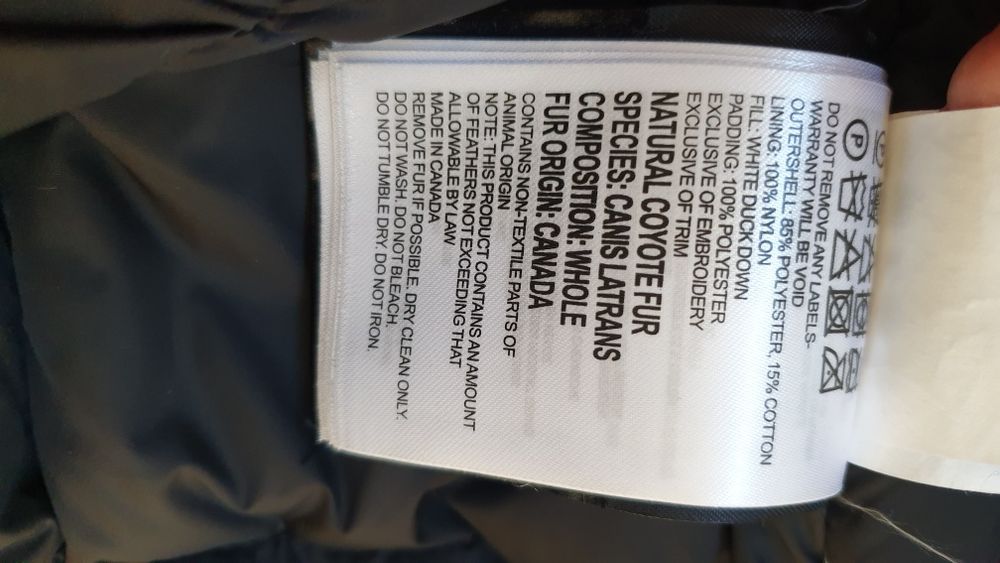 P
DO NOT REMOVE ANY LABELS-
WARRANTY WILL BE VOID
OUTERSHELL: 85% POLYESTER, 15% COTTON
LINING: 100% NYLON
FILL: WHITE DUCK DOWN
PADDING: 100% POLYESTER
EXCLUSIVE OF EMBROIDERY
EXCLUSIVE OF TRIM
NATURAL COYOTE FUR
SPECIES: CANIS LATRANS
COMPOSITION: WHOLE
FUR ORIGIN: CANADA
CONTAINS NON-TEXTILE PARTS OF
ANIMAL ORIGIN
NOTE: THIS PRODUCT CONTAINS AN AMOUNT
OF FEATHERS NOT EXCEEDING THAT
ALLOWABLE BY LAW
MADE IN CANADA
REMOVE FUR IF POSSIBLE. DRY CLEAN ONLY.
DO NOT WASH. DO NOT BLEACH.
DO NOT TUMBLE DRY. DO NOT IRON.